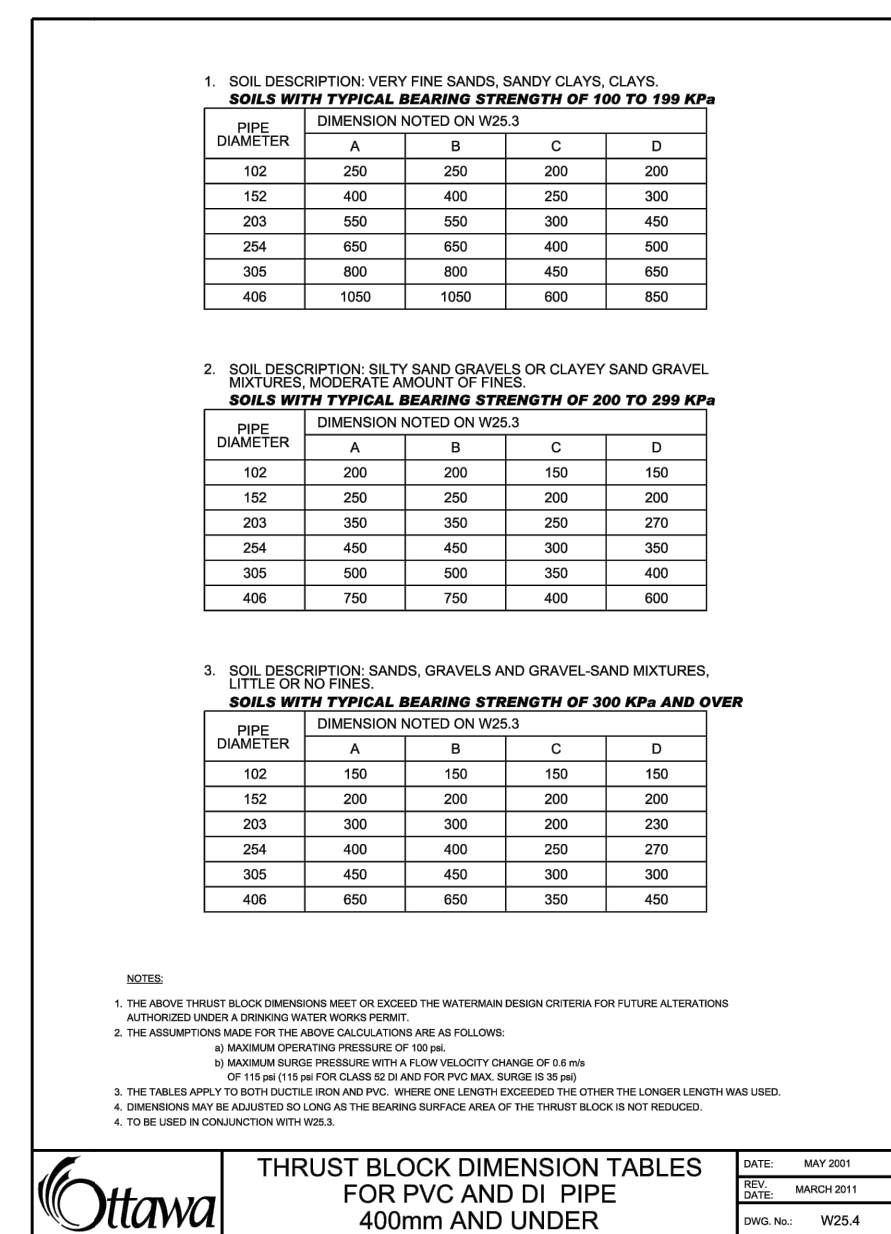 1. SOIL DESCRIPTION: VERY FINE SANDS, SANDY CLAYS, CLAYS.
SOILS WITH TYPICAL BEARING STRENGTH OF 100 TO 199 KPa
PIPE DIAMETER DIMENSION NOTED ON W25.3
A B C D
102 250 250 200 200
152 400 400 250 300
203 550 550 300 450
254 650 650 400 500
305 800 800 450 650
406 1050 1050 600 850
2. SOIL DESCRIPTION: SILTY SAND GRAVELS OR CLAYEY SAND GRAVEL
MIXTURES, MODERATE AMOUNT OF FINES.
SOILS WITH TYPICAL BEARING STRENGTH OF 200 TO 299 KPa
PIPE DIAMETER DIMENSION NOTED ON W25.3
A B C D
102 200 200 150 150
152 250 250 200 200
203 350 350 250 270
254 450 450 300 350
305 500 500 350 400
406 750 750 400 600
3. SOIL DESCRIPTION: SANDS, GRAVELS AND GRAVEL-SAND MIXTURES,
LITTLE OR NO FINES.
SOILS WITH TYPICAL BEARING STRENGTH OF 300 KPa AND OVER
PIPE DIAMETER DIMENSION NOTED ON W25.3
A B C D
102 150 150 150 150
152 200 200 200 200
203 300 300 200 230
254 400 400 250 270
305 450 450 300 300
406 650 650 350 450
NOTES:
1. THE ABOVE THRUST BLOCK DIMENSIONS MEET OR EXCEED THE WATERMAIN DESIGN CRITERIA FOR FUTURE ALTERATIONS
AUTHORIZED UNDER A DRINKING WATER WORKS PERMIT.
2. THE ASSUMPTIONS MADE FOR THE ABOVE CALCULATIONS ARE AS FOLLOWS:
a) MAXIMUM OPERATING PRESSURE OF 100 psi.
b) MAXIMUM SURGE PRESSURE WITH A FLOW VELOCITY CHANGE OF 0.6 m/s
OF 115 psi (115 psi FOR CLASS 52 DI AND FOR PVC MAX. SURGE IS 35 psi)
3. THE TABLES APPLY TO BOTH DUCTILE IRON AND PVC. WHERE ONE LENGTH EXCEEDED THE OTHER THE LONGER LENGTH WAS USED.
4. DIMENSIONS MAY BE ADJUSTED SO LONG AS THE BEARING SURFACE AREA OF THE THRUST BLOCK IS NOT REDUCED.
4. TO BE USED IN CONJUNCTION WITH W25.3.
Ottawa
THRUST BLOCK DIMENSION TABLES
FOR PVC AND DI PIPE
400mm AND UNDER
DATE: MAY 2001
REV. DATE: MARCH 2011
DWG. No.: W25.4